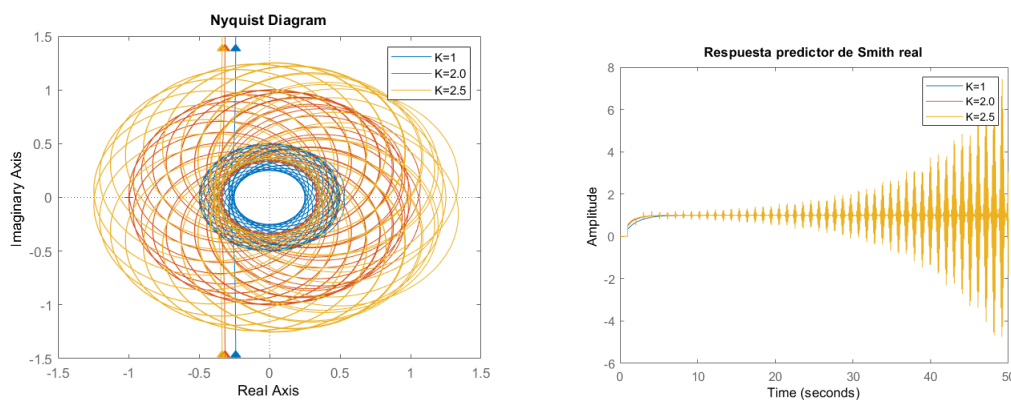 Nyquist Diagram
Imaginary Axis
1.5
1
0.5
0
-0.5
-1
-1.5
K=1
K=2.0
K=2.5
-1.5 -1 -0.5 0 0.5 1 1.5
Real Axis
Respuesta predictor de Smith real
Amplitude
8
6
4
2
0
-2
-4
-6
K=1
K=2.0
K=2.5
0 10 20 30 40 50
Time (seconds)